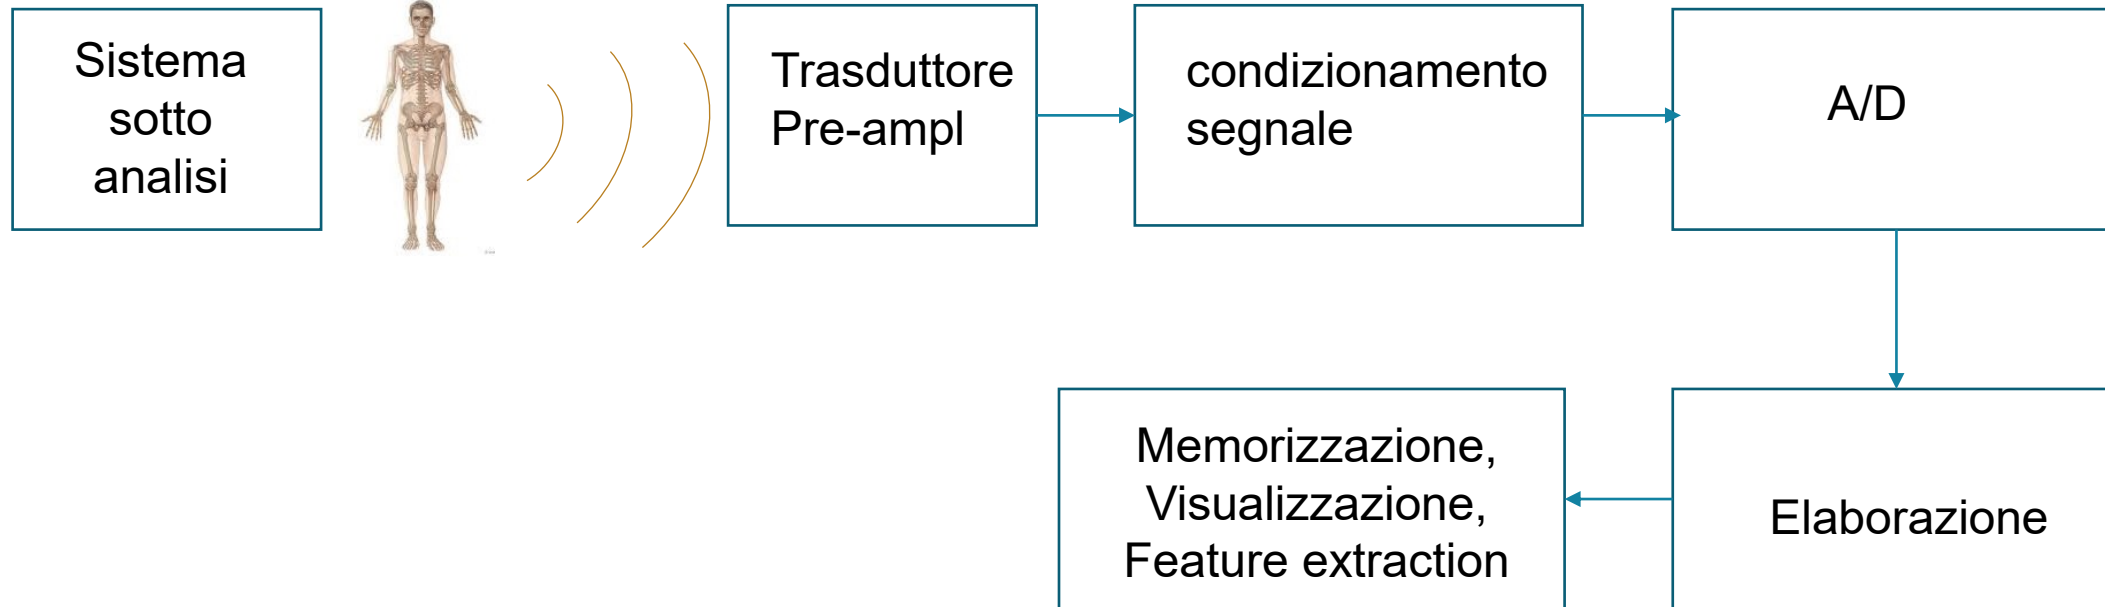 Sistema
sotto
analisi
Trasduttore
Pre-ampl
condizionamento
segnale
A/D
Memorizzazione,
Visualizzazione,
Feature extraction
Elaborazione